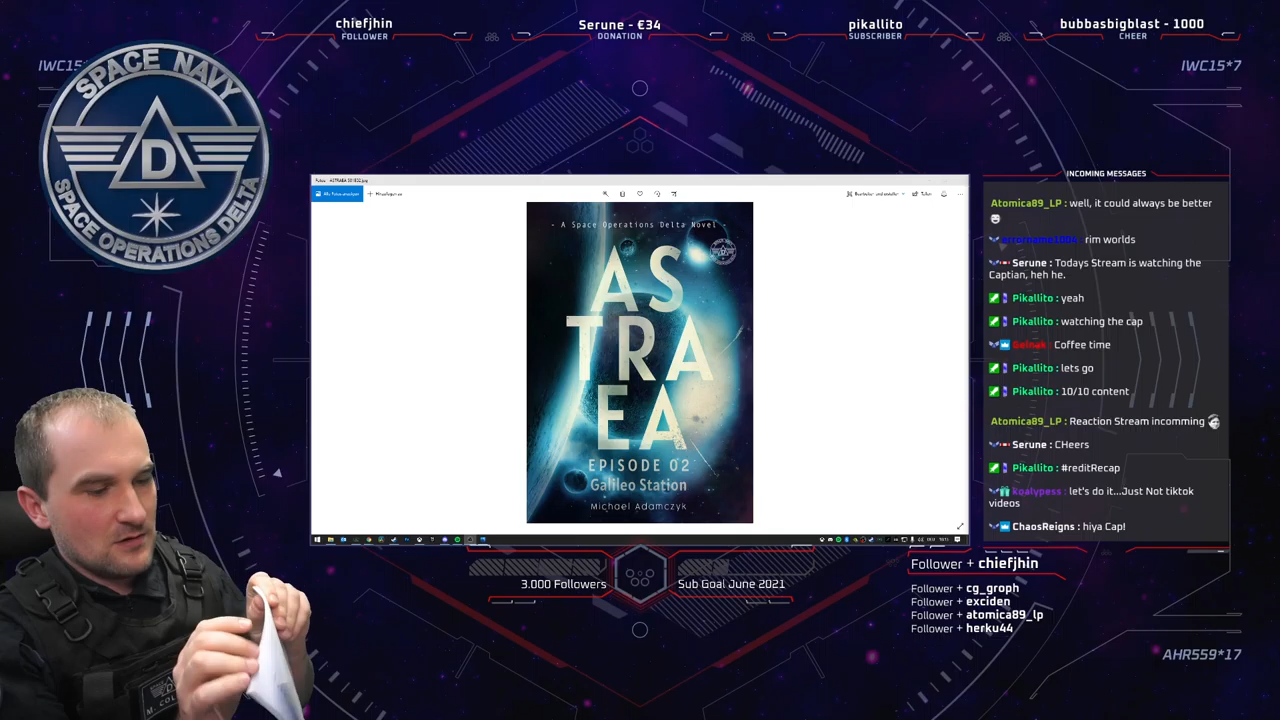 chiefjhin
FOLLOWER
Serune - €34
DONATION
pikallito
SUBSCRIBER
bubbasbigblast - 1000
CHEER
IWC15*7
SPACE NAVY
D
SPACE OPERATIONS DELTA
- A Space Operations Delta Novel -
AS
TRA
EA
EPISODE 02
Galileo Station
Michael Adamczyk
INCOMING MESSAGES
Atomica89_LP : well, it could always be better
errorname1004 : rim worlds
Serune : Todays Stream is watching the
Captian, heh he.
Pikallito : yeah
Pikallito : watching the cap
Golnak : Coffee time
Pikallito : lets go
Pikallito : 10/10 content
Atomica89_LP : Reaction Stream incomming
Serune : CHeers
Pikallito : #reditRecap
koalypess : let's do it...Just Not tiktok
videos
ChaosReigns : hiya Cap!
3.000 Followers
Sub Goal June 2021
Follower + chiefjhin
Follower + cg_groph
Follower + exciden
Follower + atomica89_lp
Follower + herku44
AHR559*17